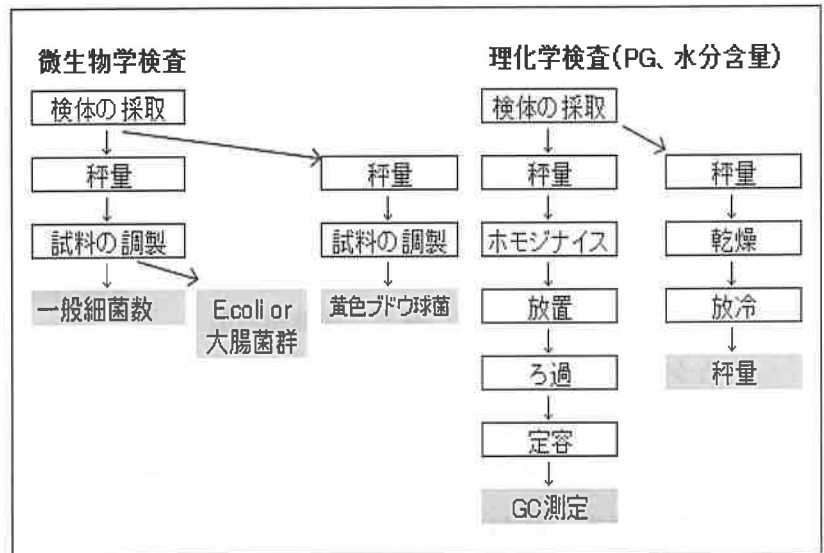 微生物学検査
検体の採取
秤量
試料の調製
一般細菌数
E.coli or
大腸菌群
秤量
試料の調製
黄色ブドウ球菌
理化学検査(PG、水分含量)
検体の採取
秤量
ホモジナイス
放置
ろ過
定容
GC測定
秤量
乾燥
放冷
秤量